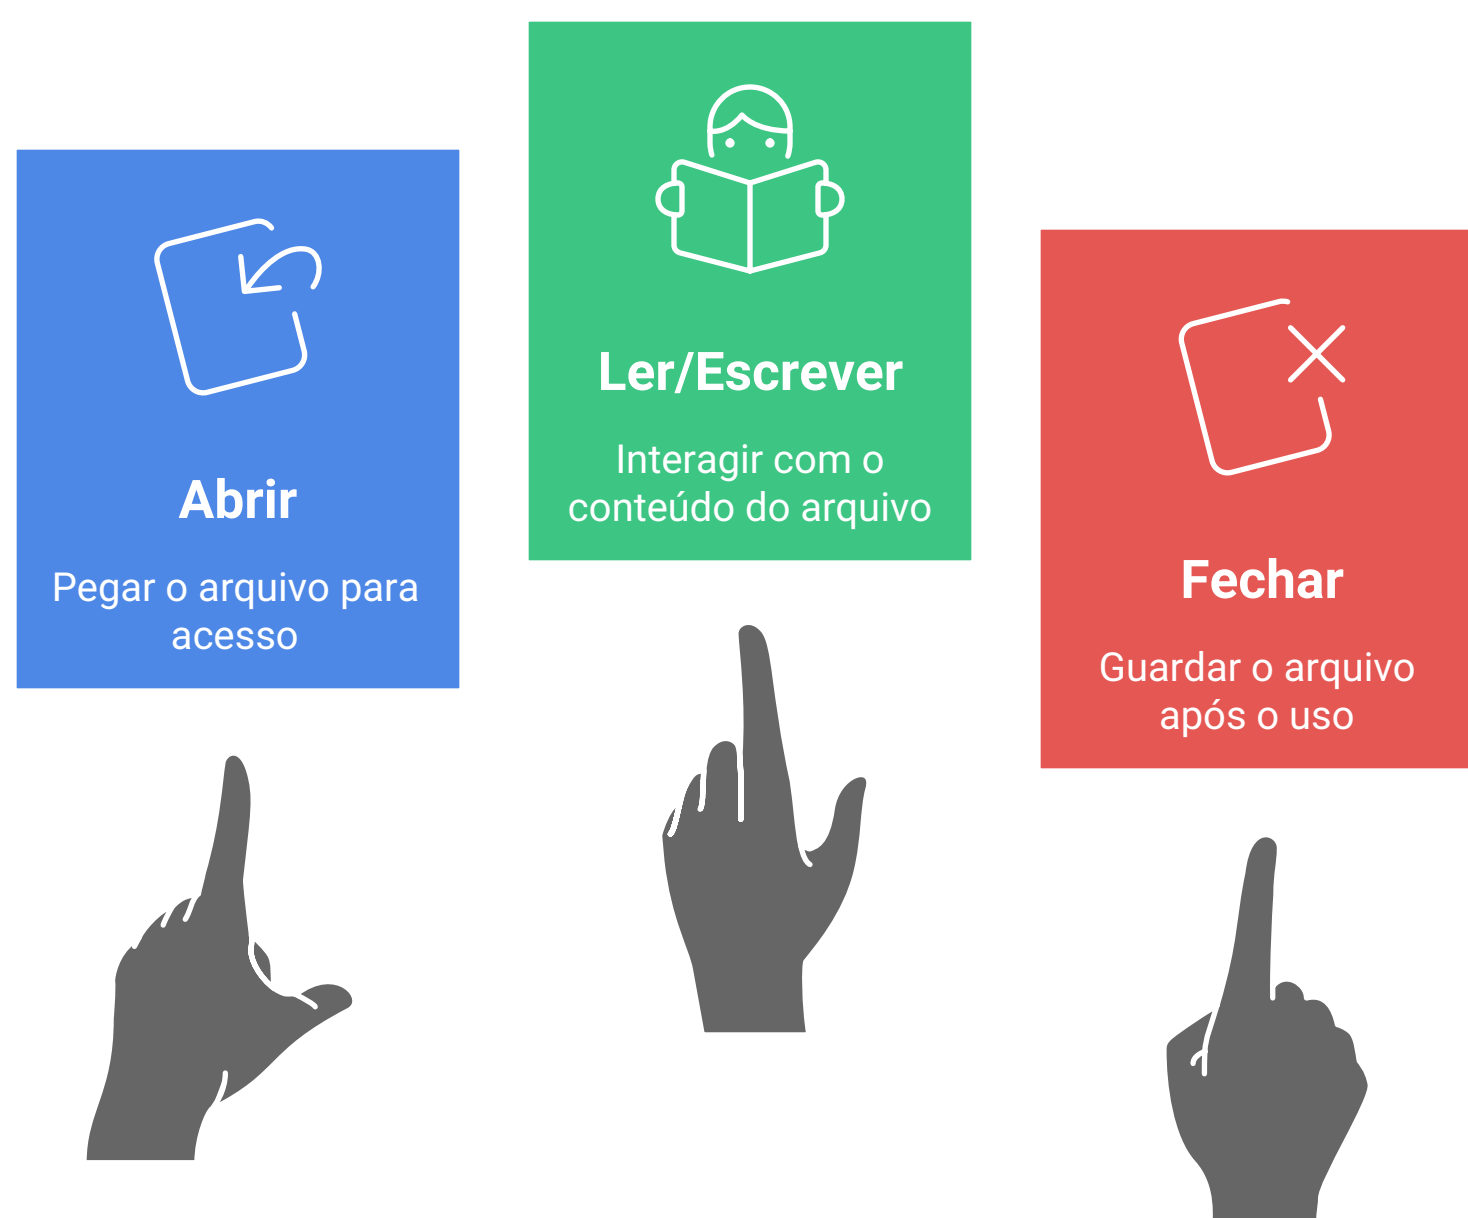 Abrir
Pegar o arquivo para
acesso
Ler/Escrever
Interagir com o
conteúdo do arquivo
Fechar
Guardar o arquivo
após o uso